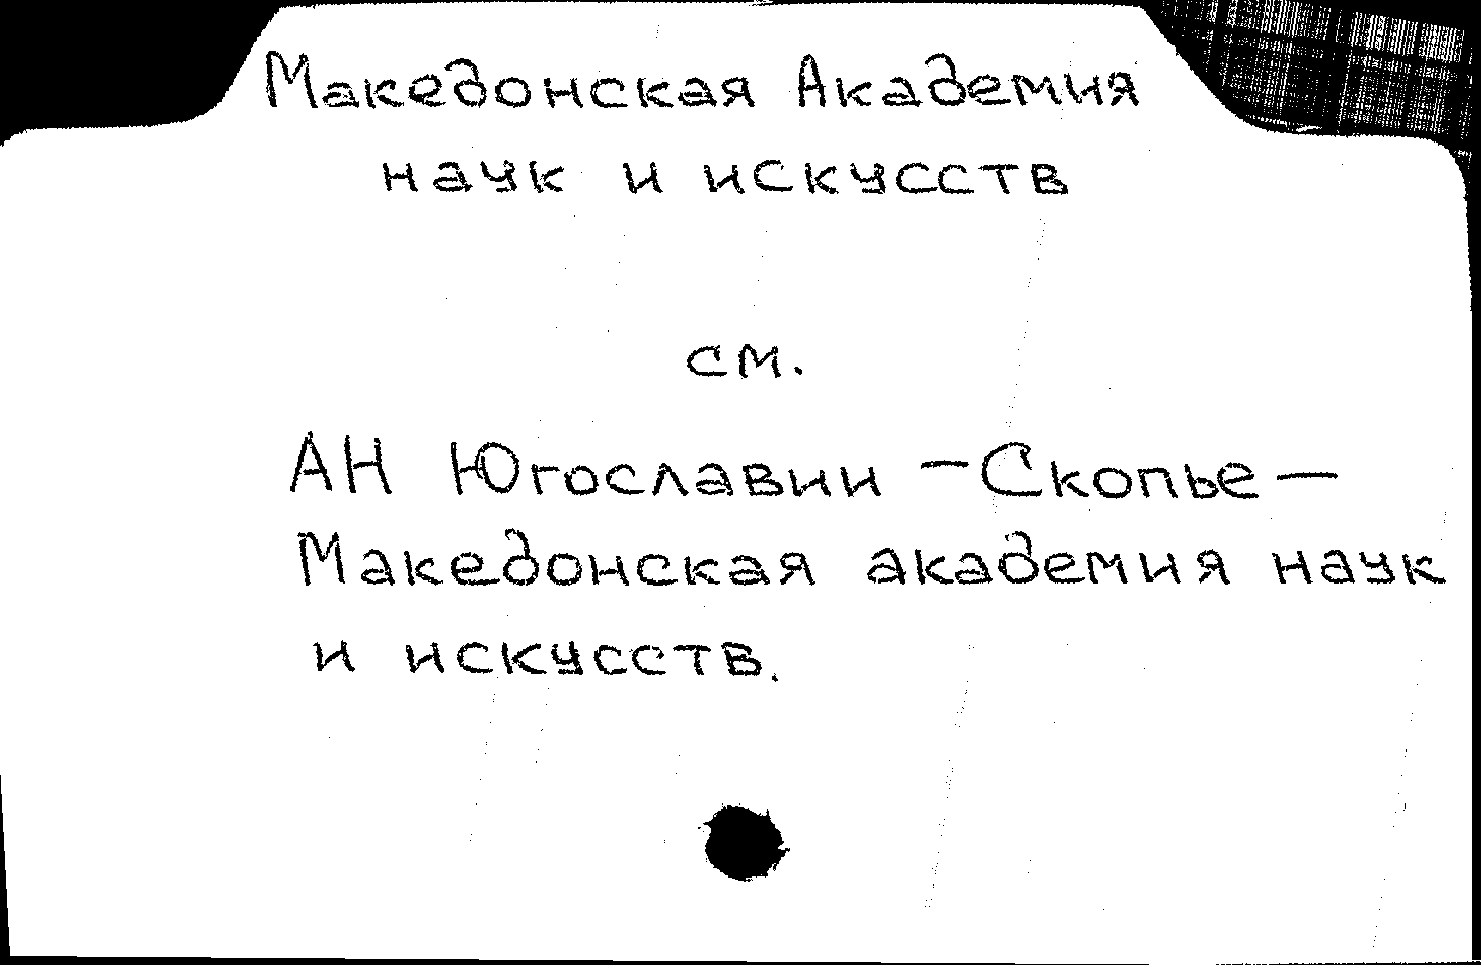 Македонская Академия
наук и искусств
см.
АН Югославии — Скопье —
Македонская академия наук
и искусств.